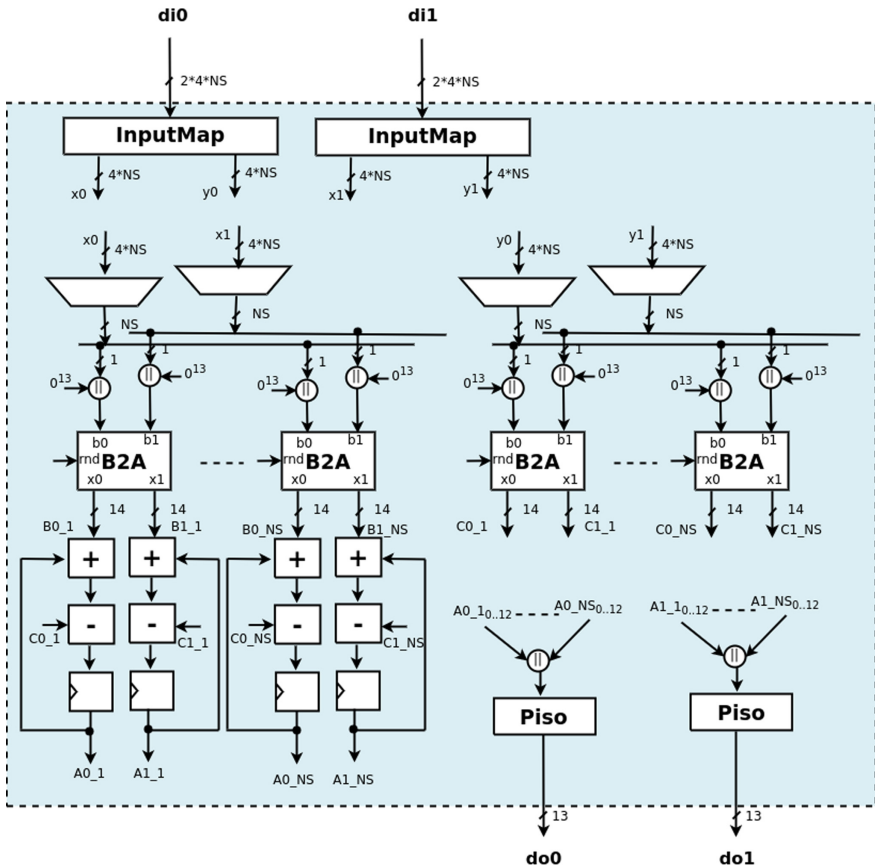 di0 di1
2*4*NS 2*4*NS
InputMap InputMap
4*NS 4*NS 4*NS 4*NS
x0 y0 x1 y1
x0 x1 y0 y1
4*NS 4*NS 4*NS 4*NS
NS NS NS NS
1 1 1 1 1 1 1 1
0¹³ || || 0¹³ 0¹³ || || 0¹³ 0¹³ || || 0¹³ 0¹³ || || 0¹³
b0 b1 b0 b1 b0 b1 b0 b1
rnd B2A rnd B2A rnd B2A rnd B2A
x0 x1 x0 x1 x0 x1 x0 x1
14 14 14 14 14 14 14 14
B0_1 B1_1 B0_NS B1_NS C0_1 C1_1 C0_NS C1_NS
+ + + +
- - - -
C0_1 C1_1 C0_NS C1_NS
A0_1₀..₁₂ A0_NS₀..₁₂ A1_1₀..₁₂ A1_NS₀..₁₂
|| ||
Piso Piso
A0_1 A1_1 A0_NS A1_NS
13 13
do0 do1